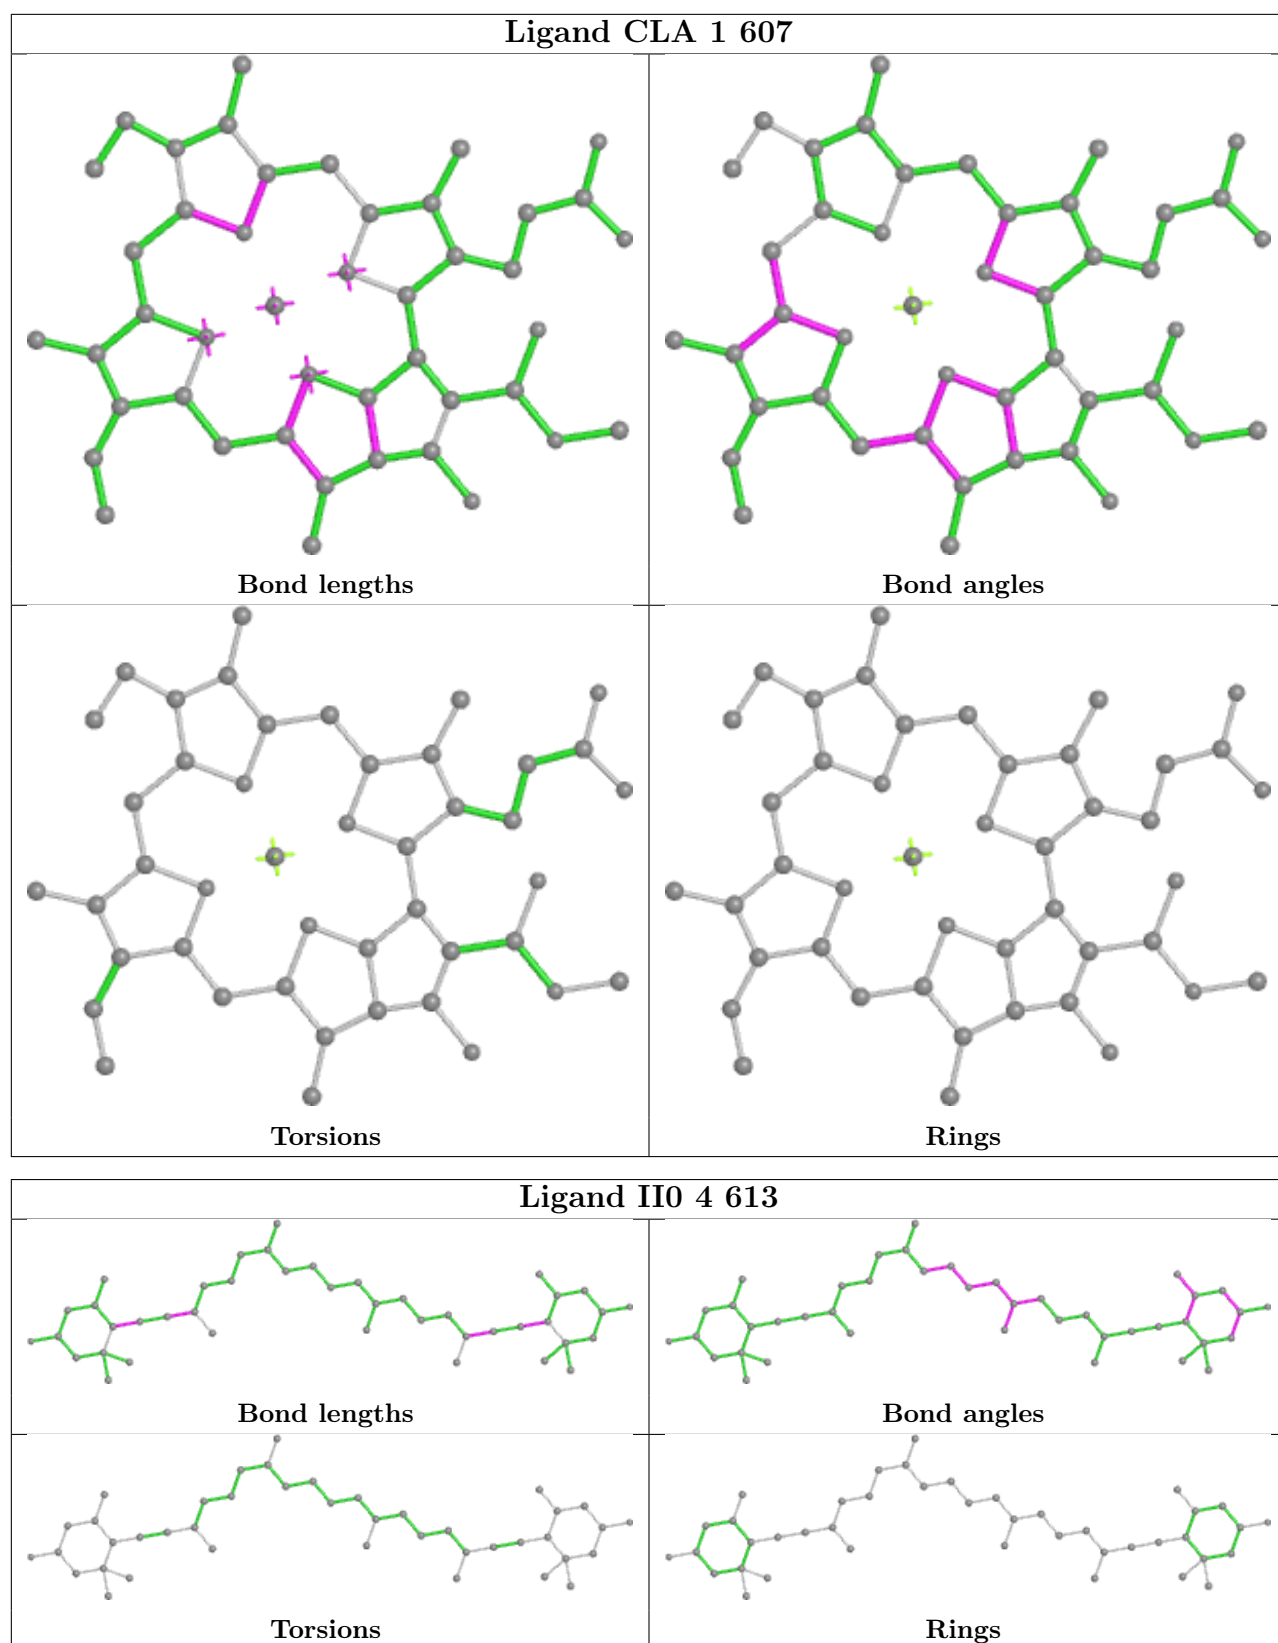 Ligand CLA 1 607
Bond lengths
Bond angles
Torsions
Rings
Ligand II0 4 613
Bond lengths
Bond angles
Torsions
Rings